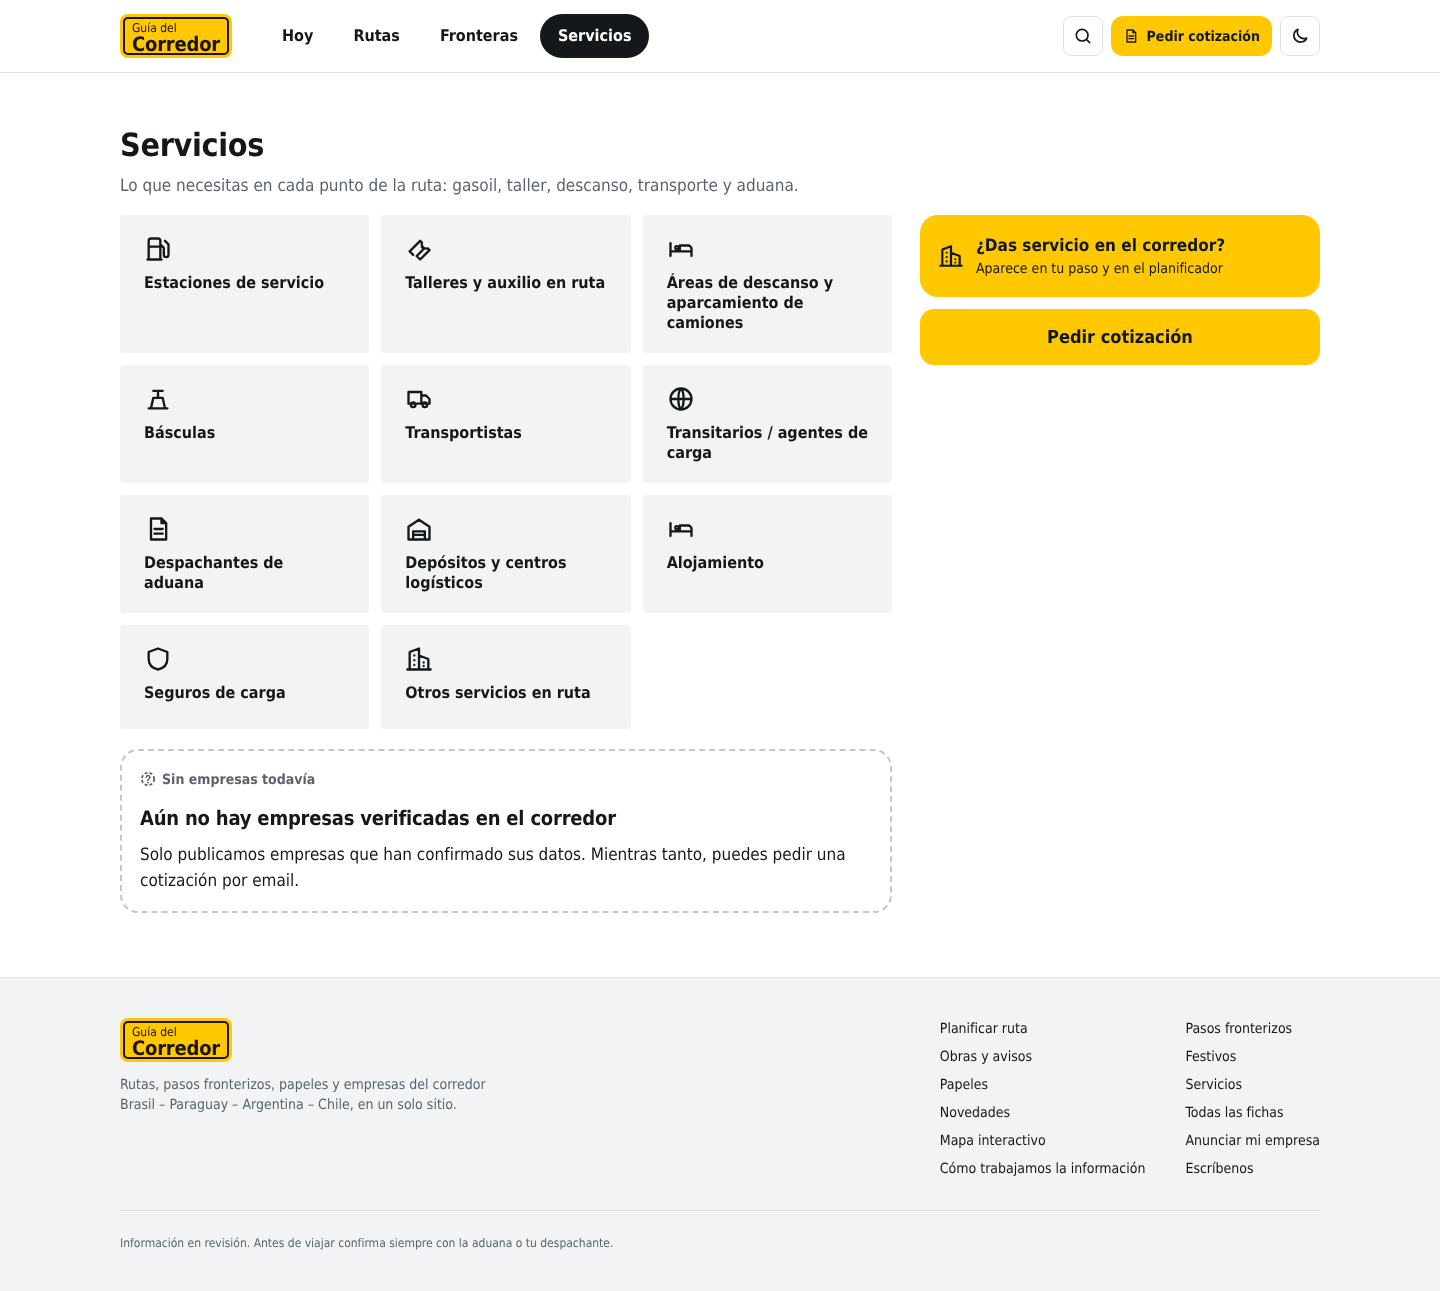 Guía del
Corredor
Hoy
Rutas
Fronteras
Servicios
Pedir cotización
Servicios
Lo que necesitas en cada punto de la ruta: gasoil, taller, descanso, transporte y aduana.
Estaciones de servicio
Talleres y auxilio en ruta
Áreas de descanso y
aparcamiento de
camiones
¿Das servicio en el corredor?
Aparece en tu paso y en el planificador
Pedir cotización
Básculas
Transportistas
Transitarios / agentes de
carga
Despachantes de
aduana
Depósitos y centros
logísticos
Alojamiento
Seguros de carga
Otros servicios en ruta
Sin empresas todavía
Aún no hay empresas verificadas en el corredor
Solo publicamos empresas que han confirmado sus datos. Mientras tanto, puedes pedir una
cotización por email.
Guía del
Corredor
Rutas, pasos fronterizos, papeles y empresas del corredor
Brasil – Paraguay – Argentina – Chile, en un solo sitio.
Planificar ruta
Obras y avisos
Papeles
Novedades
Mapa interactivo
Cómo trabajamos la información
Pasos fronterizos
Festivos
Servicios
Todas las fichas
Anunciar mi empresa
Escríbenos
Información en revisión. Antes de viajar confirma siempre con la aduana o tu despachante.